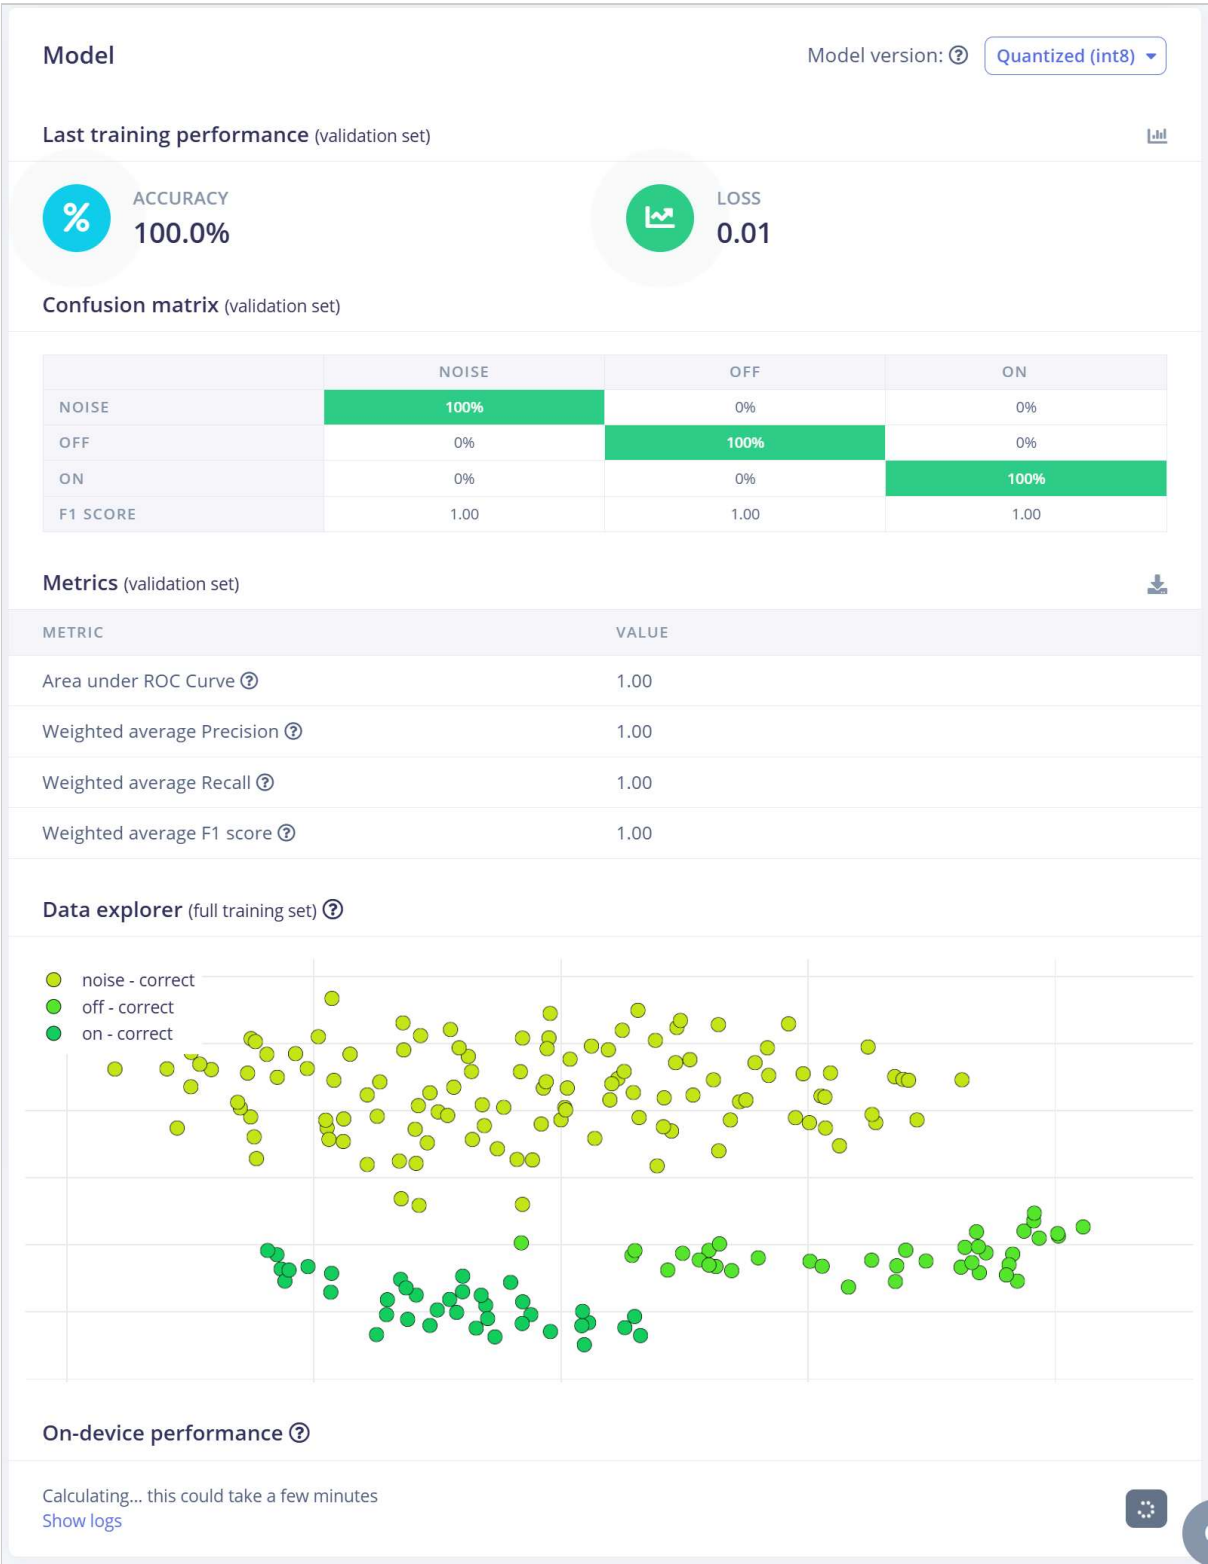 Model
Model version: Quantized (int8)
Last training performance (validation set)
ACCURACY
100.0%
LOSS
0.01
Confusion matrix (validation set)
NOISE OFF ON
NOISE 100% 0% 0%
OFF 0% 100% 0%
ON 0% 0% 100%
F1 SCORE 1.00 1.00 1.00
Metrics (validation set)
METRIC VALUE
Area under ROC Curve 1.00
Weighted average Precision 1.00
Weighted average Recall 1.00
Weighted average F1 score 1.00
Data explorer (full training set)
noise - correct
off - correct
on - correct
On-device performance
Calculating... this could take a few minutes
Show logs